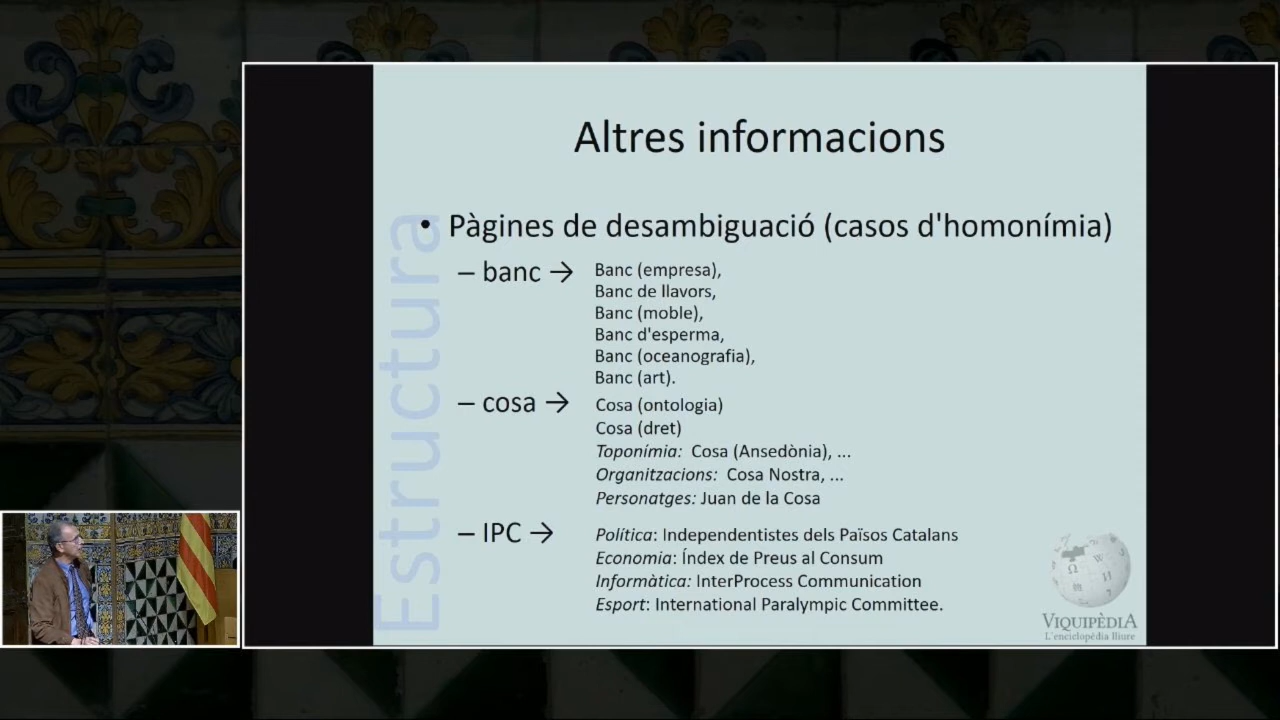 Altres informacions
Estructura
• Pàgines de desambiguació (casos d'homonímia)
– banc → Banc (empresa),
Banc de llavors,
Banc (moble),
Banc d'esperma,
Banc (oceanografia),
Banc (art).
– cosa → Cosa (ontologia)
Cosa (dret)
Toponímia: Cosa (Ansedònia), ...
Organitzacions: Cosa Nostra, ...
Personatges: Juan de la Cosa
– IPC → Política: Independentistes dels Països Catalans
Economia: Índex de Preus al Consum
Informàtica: InterProcess Communication
Esport: International Paralympic Committee.
VIQUIPÈDIA
L'enciclopèdia lliure